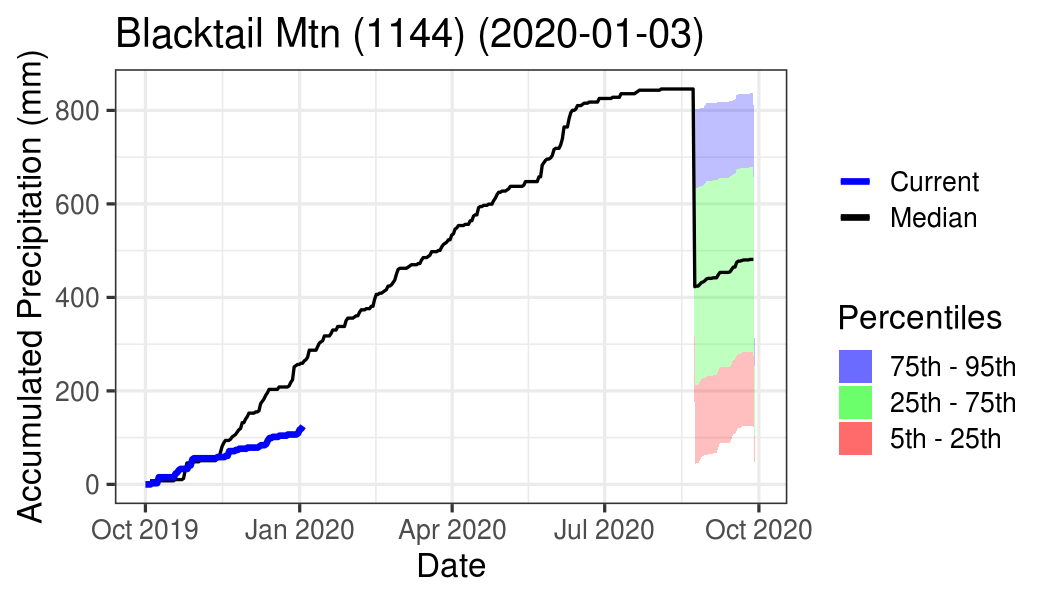 Blacktail Mtn (1144) (2020-01-03)
Accumulated Precipitation (mm)
800
600
400
200
0
Oct 2019
Jan 2020
Apr 2020
Jul 2020
Oct 2020
Date
Current
Median
Percentiles
75th - 95th
25th - 75th
5th - 25th